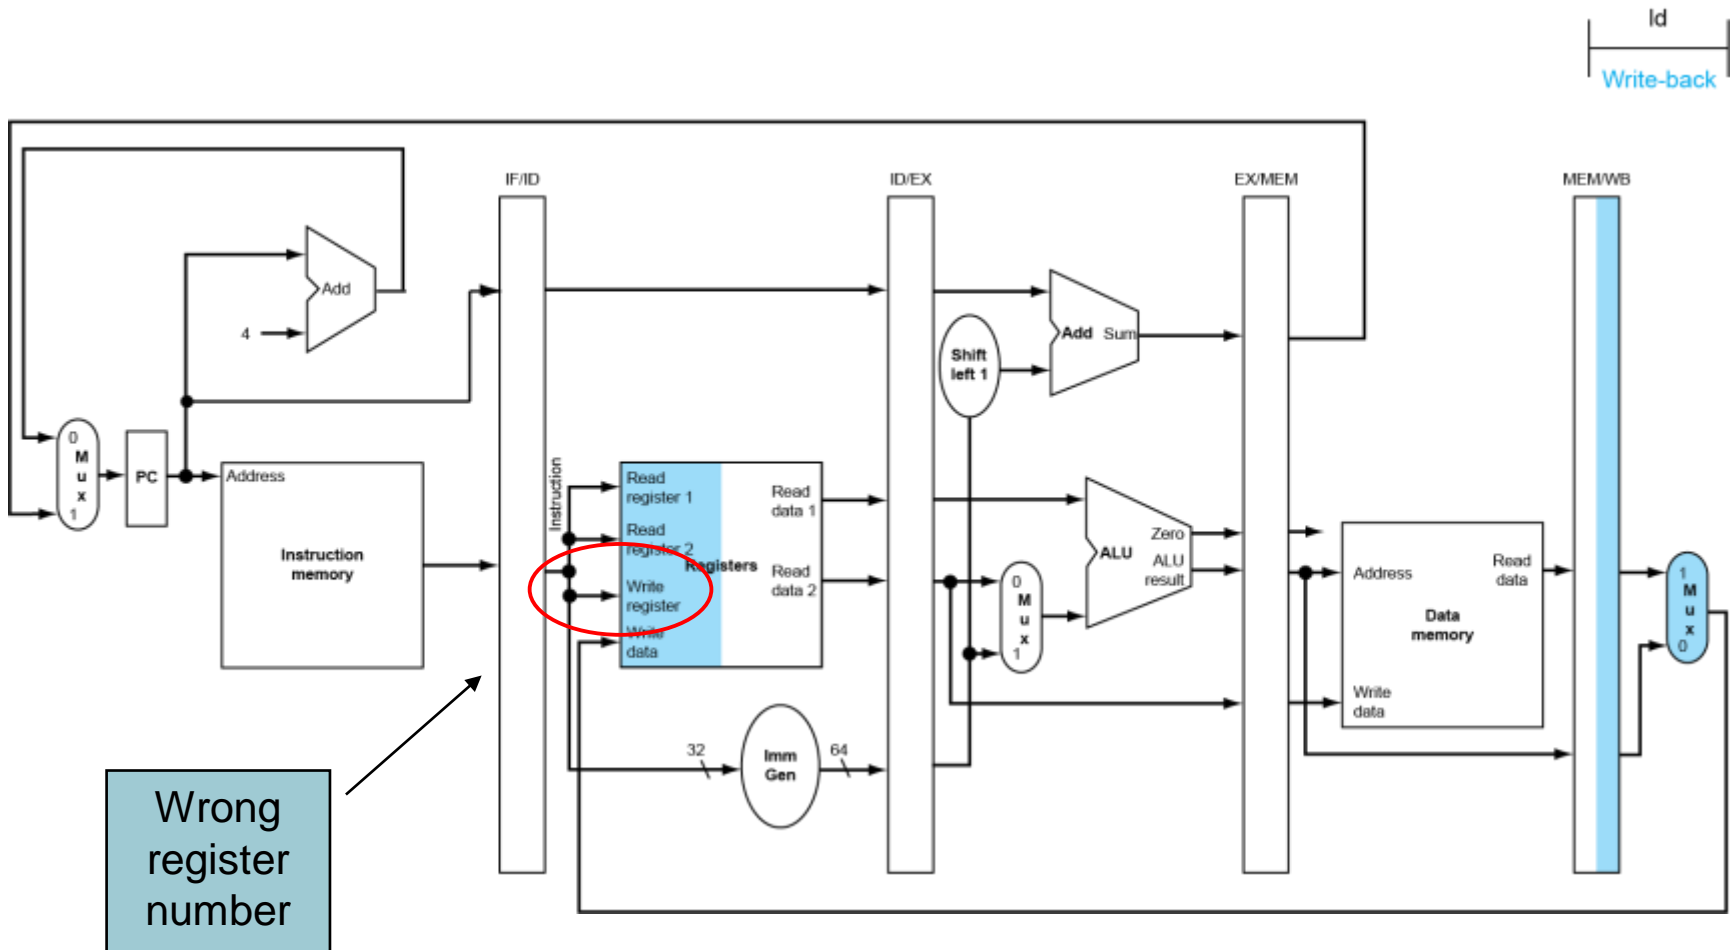 ld
Write-back
IF/ID
ID/EX
EX/MEM
MEM/WB
Add
4
Add Sum
Shift
left 1
0
M
u
x
1
PC
Address
Instruction
memory
Instruction
Read
register 1
Read
register 2
Registers
Write
register
Write
data
Read
data 1
Read
data 2
0
M
u
x
1
Zero
ALU
ALU
result
Address
Read
data
Data
memory
Write
data
1
M
u
x
0
32
Imm
Gen
64
Wrong
register
number